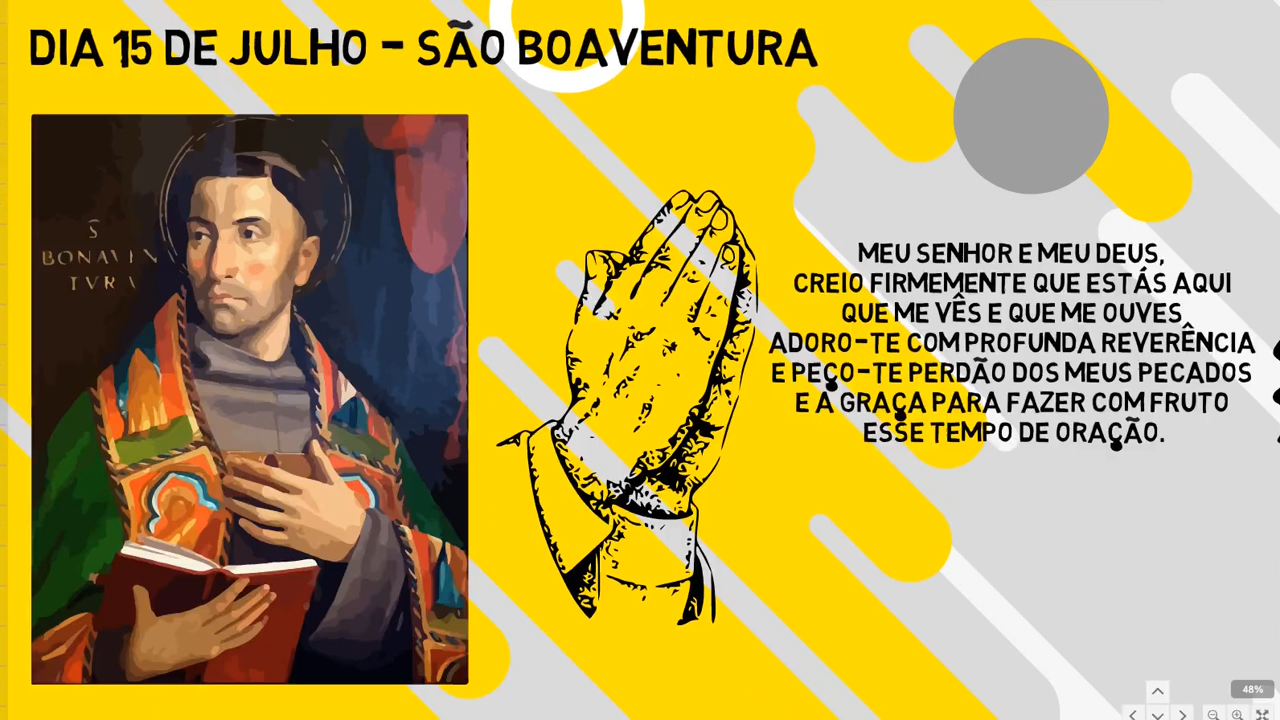 DIA 15 DE JULHO - SÃO BOAVENTURA
S̄
BONAVEN
TVRA
MEU SENHOR E MEU DEUS,
CREIO FIRMEMENTE QUE ESTÁS AQUI
QUE ME VÊS E QUE ME OUVES
ADORO-TE COM PROFUNDA REVERÊNCIA
E PEÇO-TE PERDÃO DOS MEUS PECADOS
E A GRAÇA PARA FAZER COM FRUTO
ESSE TEMPO DE ORAÇÃO.
48%